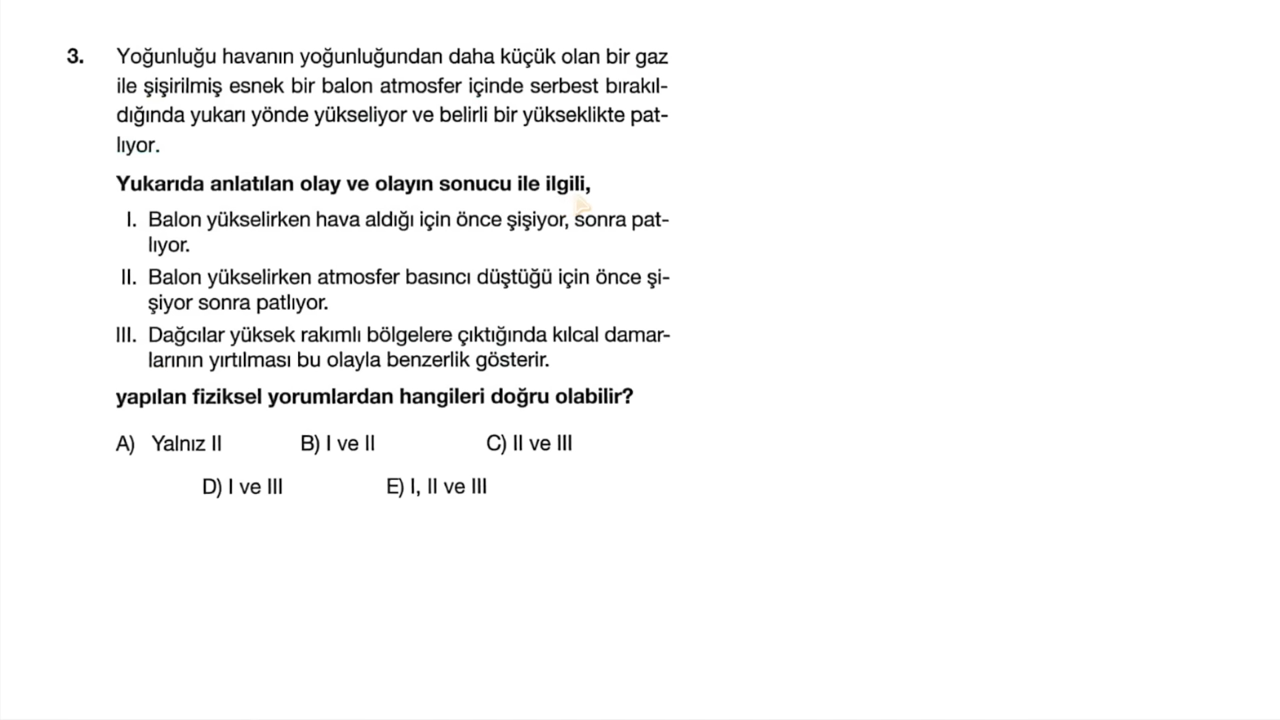 3. Yoğunluğu havanın yoğunluğundan daha küçük olan bir gaz
ile şişirilmiş esnek bir balon atmosfer içinde serbest bırakıl-
dığında yukarı yönde yükseliyor ve belirli bir yükseklikte pat-
lıyor.
Yukarıda anlatılan olay ve olayın sonucu ile ilgili,
I. Balon yükselirken hava aldığı için önce şişiyor, sonra pat-
lıyor.
II. Balon yükselirken atmosfer basıncı düştüğü için önce şi-
şiyor sonra patlıyor.
III. Dağcılar yüksek rakımlı bölgelere çıktığında kılcal damar-
larının yırtılması bu olayla benzerlik gösterir.
yapılan fiziksel yorumlardan hangileri doğru olabilir?
A) Yalnız II B) I ve II C) II ve III
D) I ve III E) I, II ve III